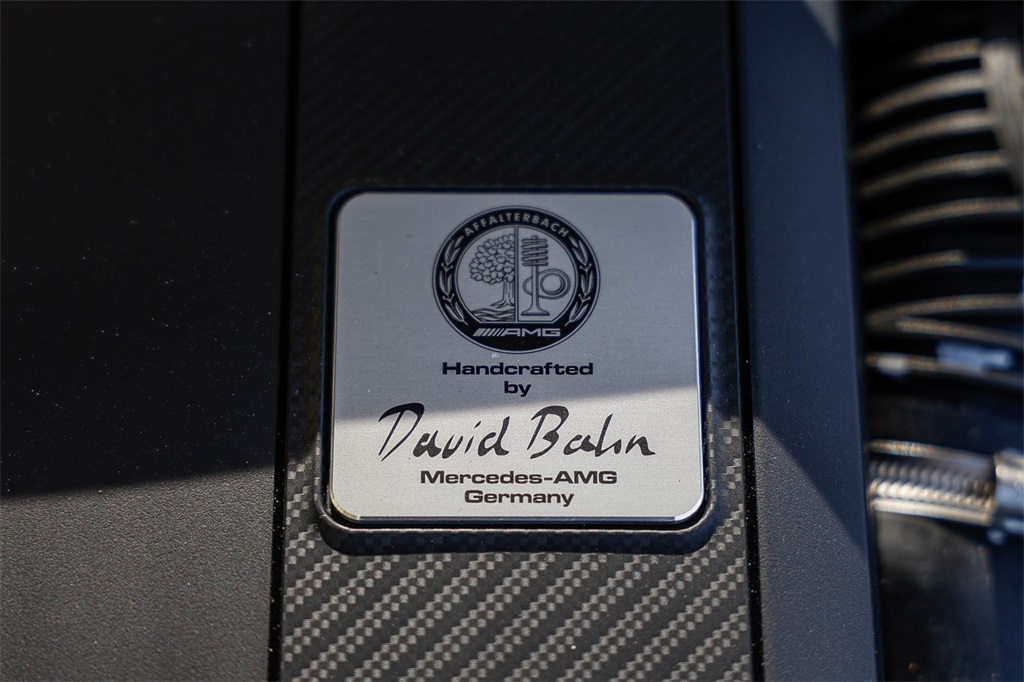 AFFALTERBACH
AMG
Handcrafted
by
David Bahn
Mercedes-AMG
Germany